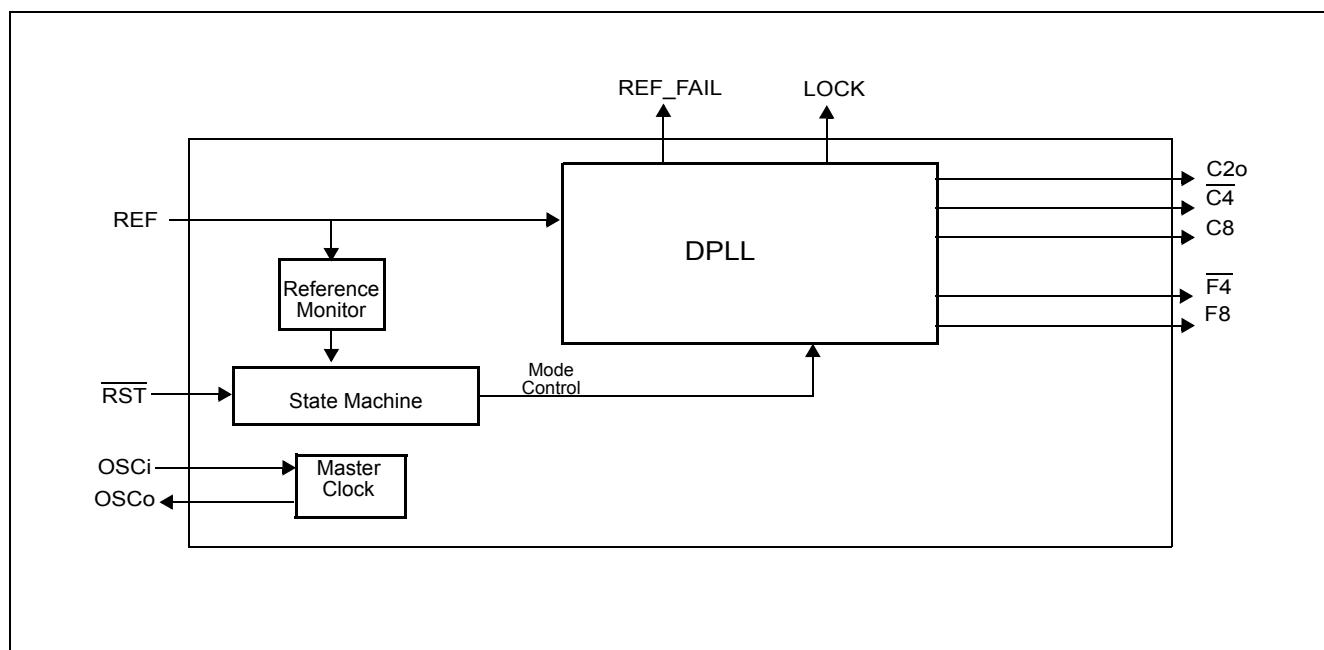 REF_FAIL
LOCK
C2o
C4
C8
F4
F8
REF
DPLL
Reference
Monitor
RST
State Machine
Mode
Control
OSCi
OSCo
Master
Clock